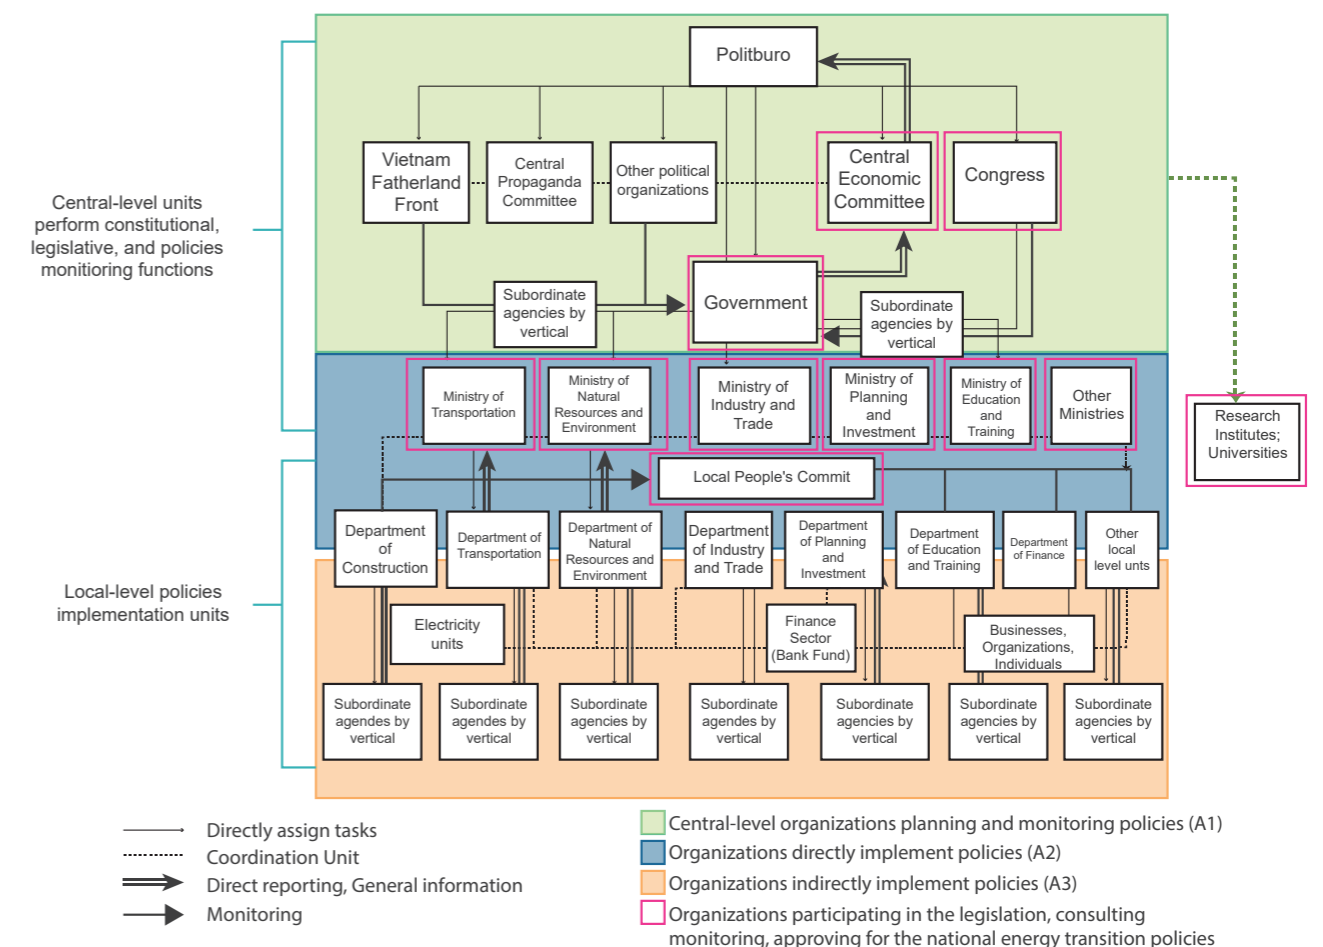 Politburo
Vietnam
Fatherland
Front
Central
Propaganda
Committee
Other political
organizations
Central
Economic
Committee
Congress
Central-level units
perform constitutional,
legislative, and policies
monitioring functions
Subordinate
agencies by
vertical
Government
Subordinate
agencies by
vertical
Ministry of
Transportation
Ministry of
Natural
Resources and
Environment
Ministry of
Industry and
Trade
Ministry of
Planning
and
Investment
Ministry of
Education
and
Training
Other
Ministries
Research
Institutes;
Universities
Local People's Commit
Department
of
Construction
Department of
Transportation
Department of
Natural
Resources and
Environment
Department
of Industry
and Trade
Department
of Planning
and
Investment
Department
of Education
and Training
Department
of Finance
Other
local
level unts
Local-level policies
implementation units
Electricity
units
Finance
Sector
(Bank Fund)
Businesses,
Organizations,
Individuals
Subordinate
agendes by
vertical
Subordinate
agendes by
vertical
Subordinate
agencies by
vertical
Subordinate
agendes by
vertical
Subordinate
agencies by
vertical
Subordinate
agencies by
vertical
Subordinate
agencies by
vertical
Directly assign tasks
Coordination Unit
Direct reporting, General information
Monitoring
Central-level organizations planning and monitoring policies (A1)
Organizations directly implement policies (A2)
Organizations indirectly implement policies (A3)
Organizations participating in the legislation, consulting
monitoring, approving for the national energy transition policies